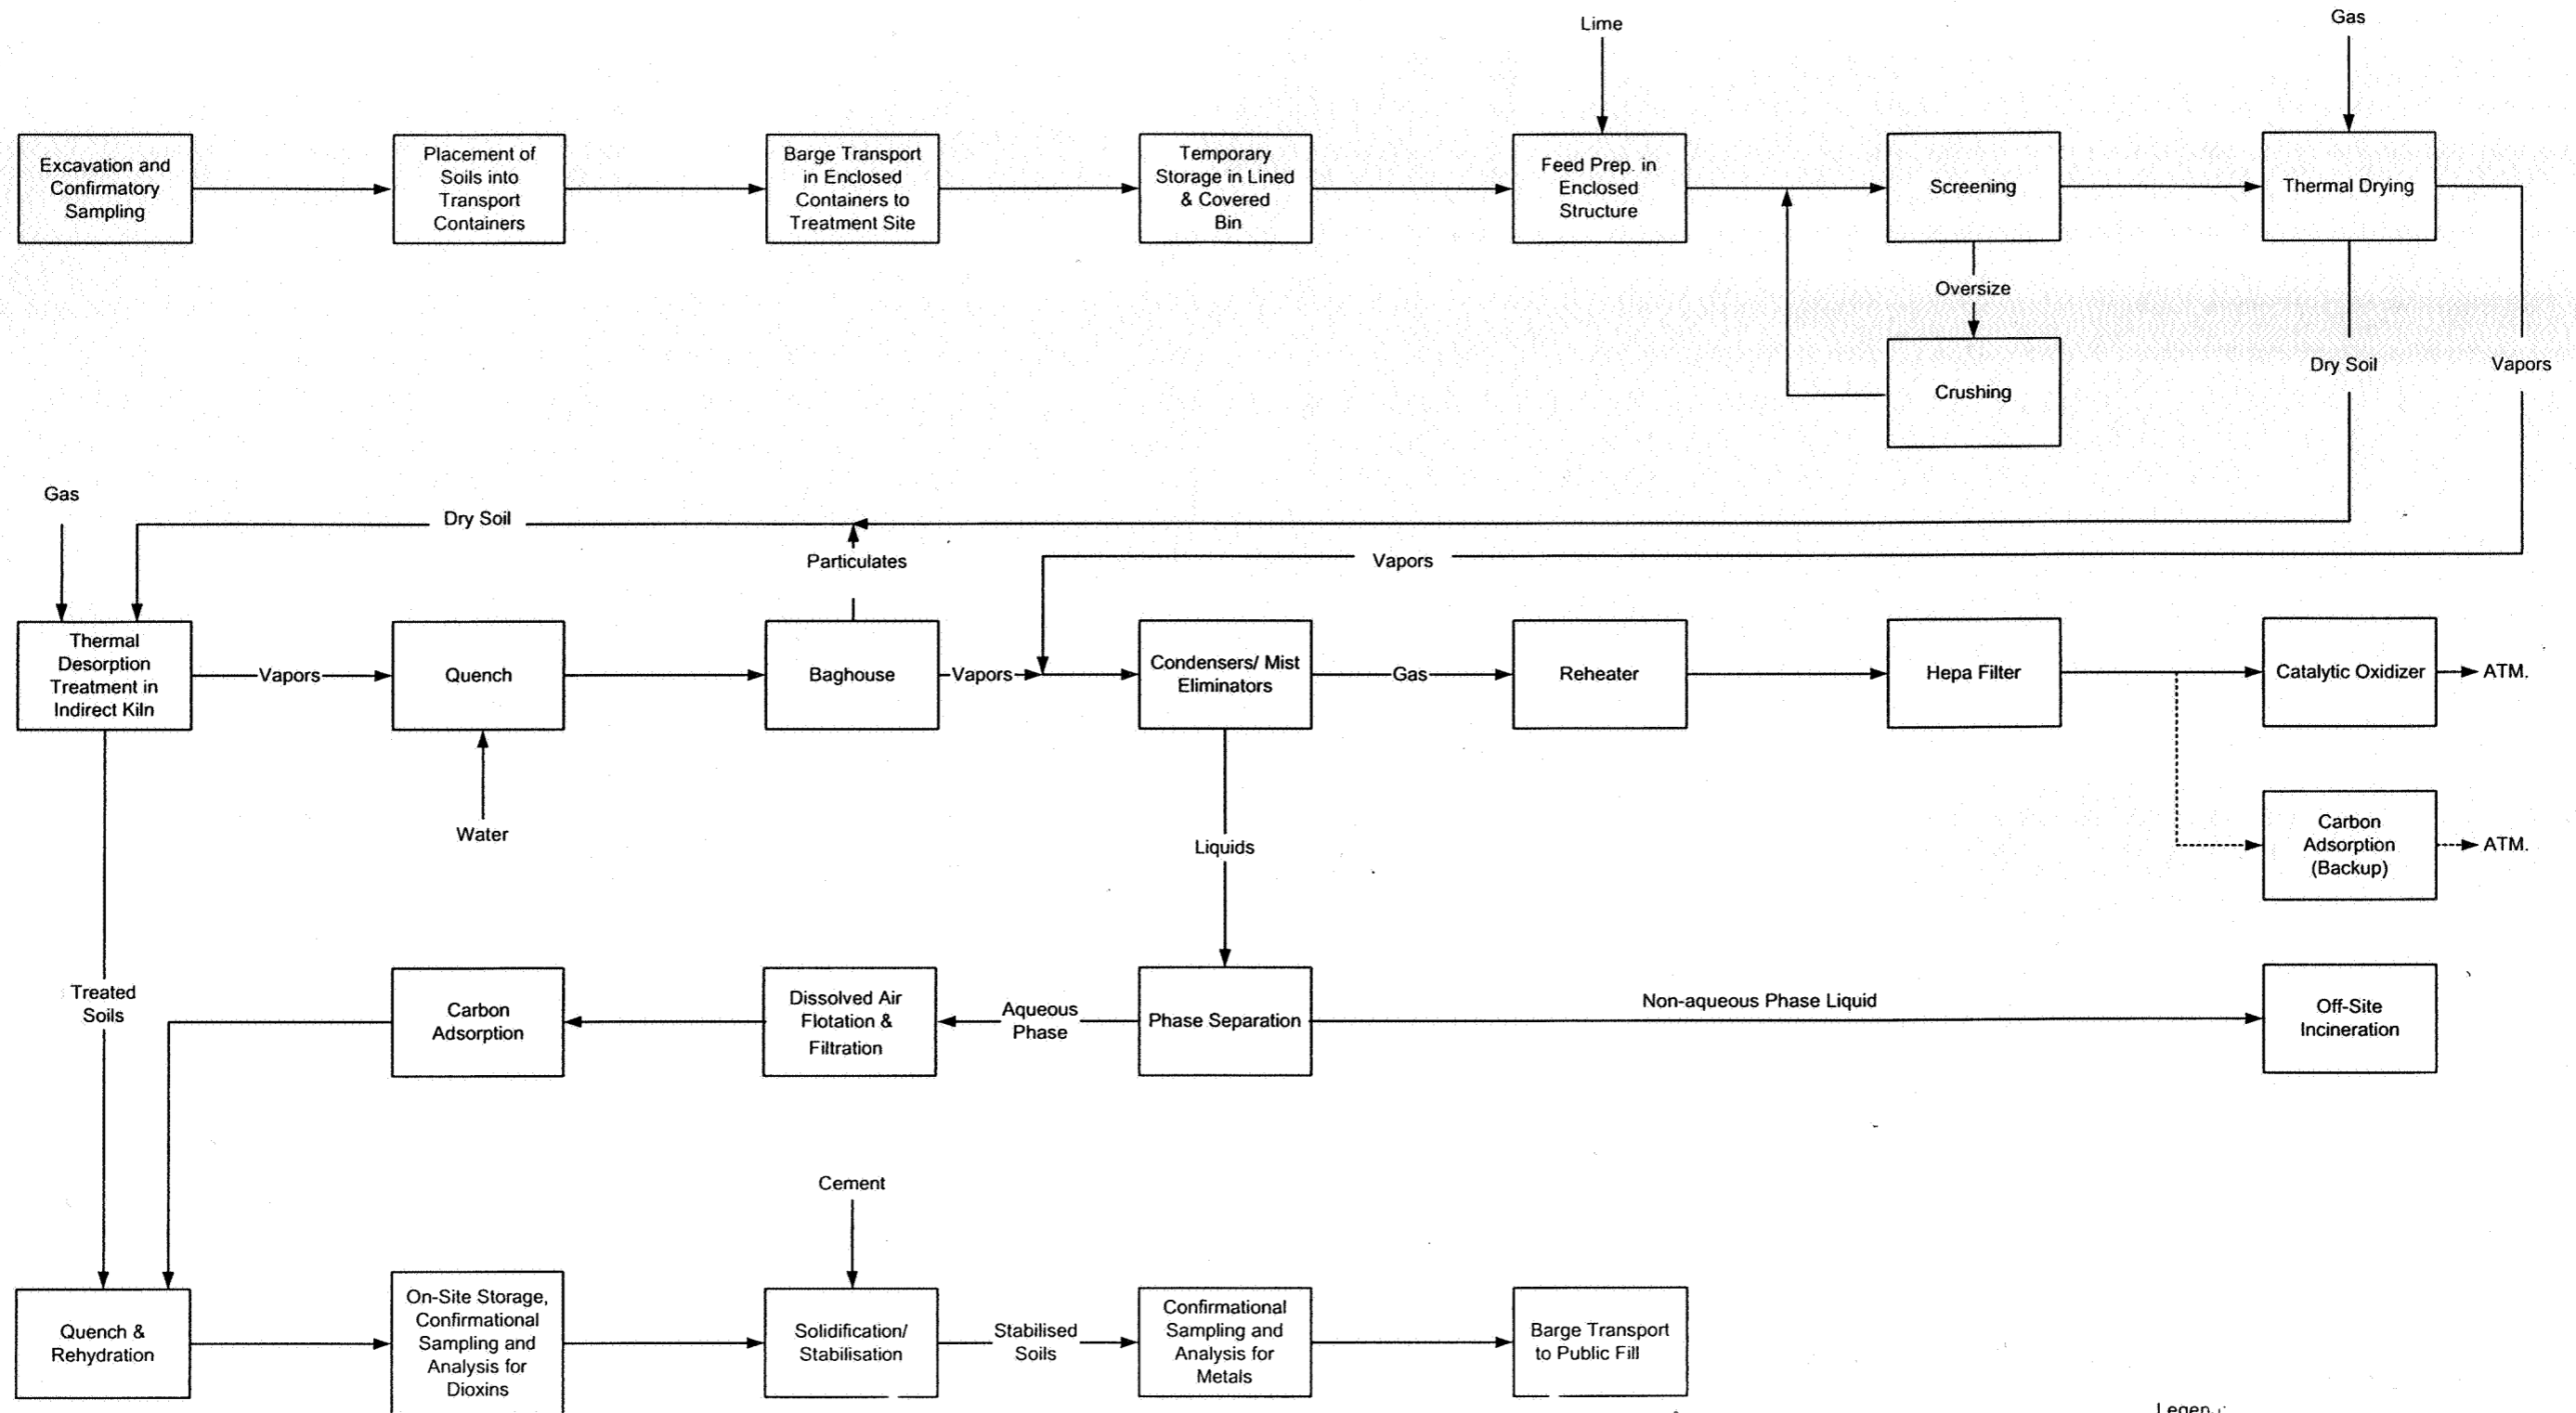 Lime
Gas
Excavation and
Confirmatory
Sampling
Placement of
Soils into
Transport
Containers
Barge Transport
in Enclosed
Containers to
Treatment Site
Temporary
Storage in Lined
& Covered
Bin
Feed Prep. in
Enclosed
Structure
Screening
Thermal Drying
Oversize
Crushing
Dry Soil
Vapors
Gas
Dry Soil
Particulates
Vapors
Thermal
Desorption
Treatment in
Indirect Kiln
Vapors
Quench
Baghouse
Vapors
Condensers/ Mist
Eliminators
Gas
Reheater
Hepa Filter
Catalytic Oxidizer
ATM.
Water
Liquids
Carbon
Adsorption
(Backup)
ATM.
Treated
Soils
Carbon
Adsorption
Dissolved Air
Flotation &
Filtration
Aqueous
Phase
Phase Separation
Non-aqueous Phase Liquid
Off-Site
Incineration
Cement
Quench &
Rehydration
On-Site Storage,
Confirmational
Sampling and
Analysis for
Dioxins
Solidification/
Stabilisation
Stabilised
Soils
Confirmational
Sampling and
Analysis for
Metals
Barge Transport
to Public Fill